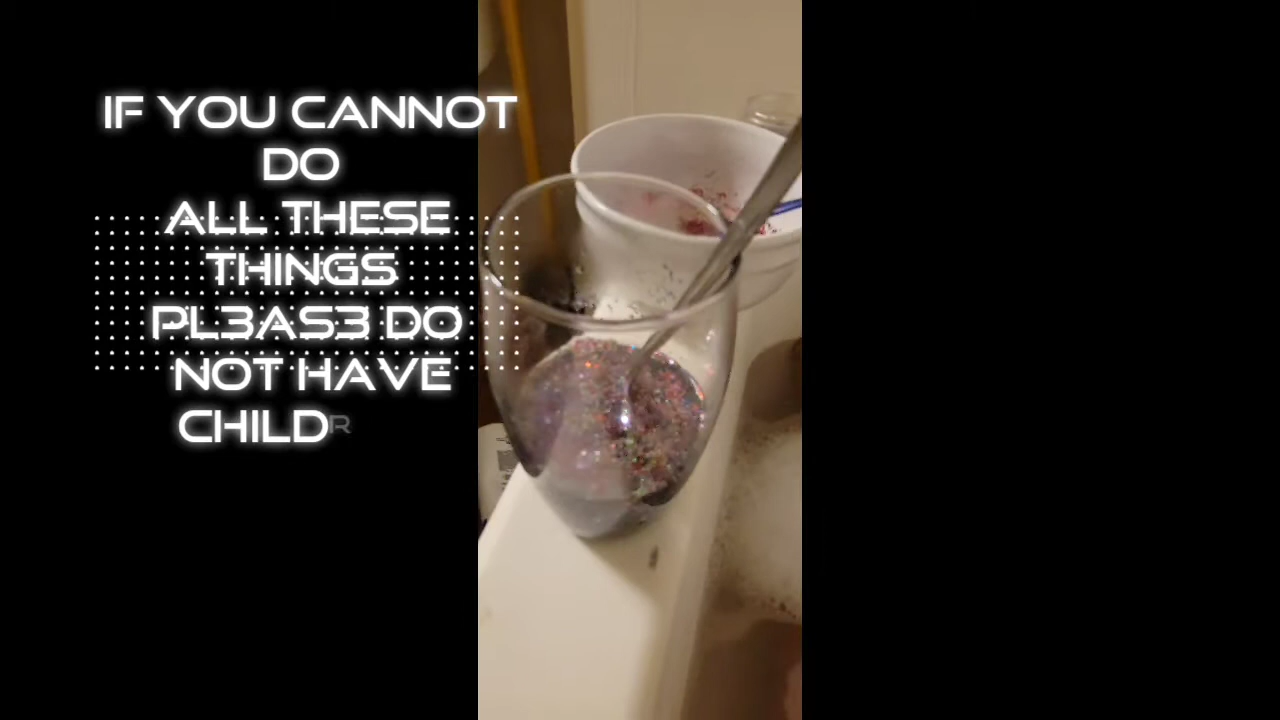 IF YOU CANNOT
DO
ALL THESE
THINGS
PL3AS3 DO
NOT HAVE
CHILDR